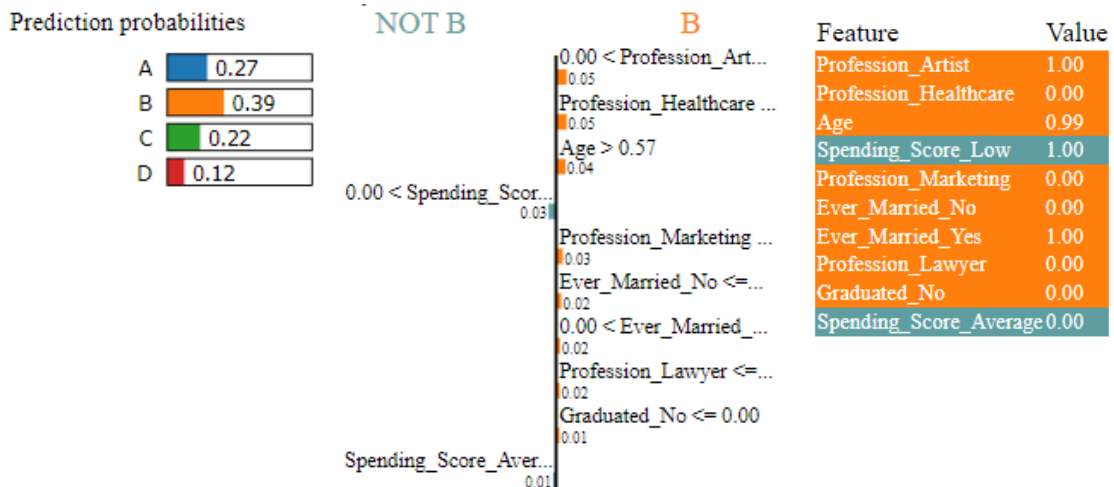 Prediction probabilities
A 0.27
B 0.39
C 0.22
D 0.12
NOT B
B
0.00 < Profession_Art...
0.05
Profession_Healthcare ...
0.05
Age > 0.57
0.04
0.00 < Spending_Scor...
0.03
Profession_Marketing ...
0.03
Ever_Married_No <=...
0.02
0.00 < Ever_Married_...
0.02
Profession_Lawyer <=...
0.02
Graduated_No <= 0.00
0.01
Spending_Score_Aver...
0.01
Feature Value
Profession_Artist 1.00
Profession_Healthcare 0.00
Age 0.99
Spending_Score_Low 1.00
Profession_Marketing 0.00
Ever_Married_No 0.00
Ever_Married_Yes 1.00
Profession_Lawyer 0.00
Graduated_No 0.00
Spending_Score_Average 0.00